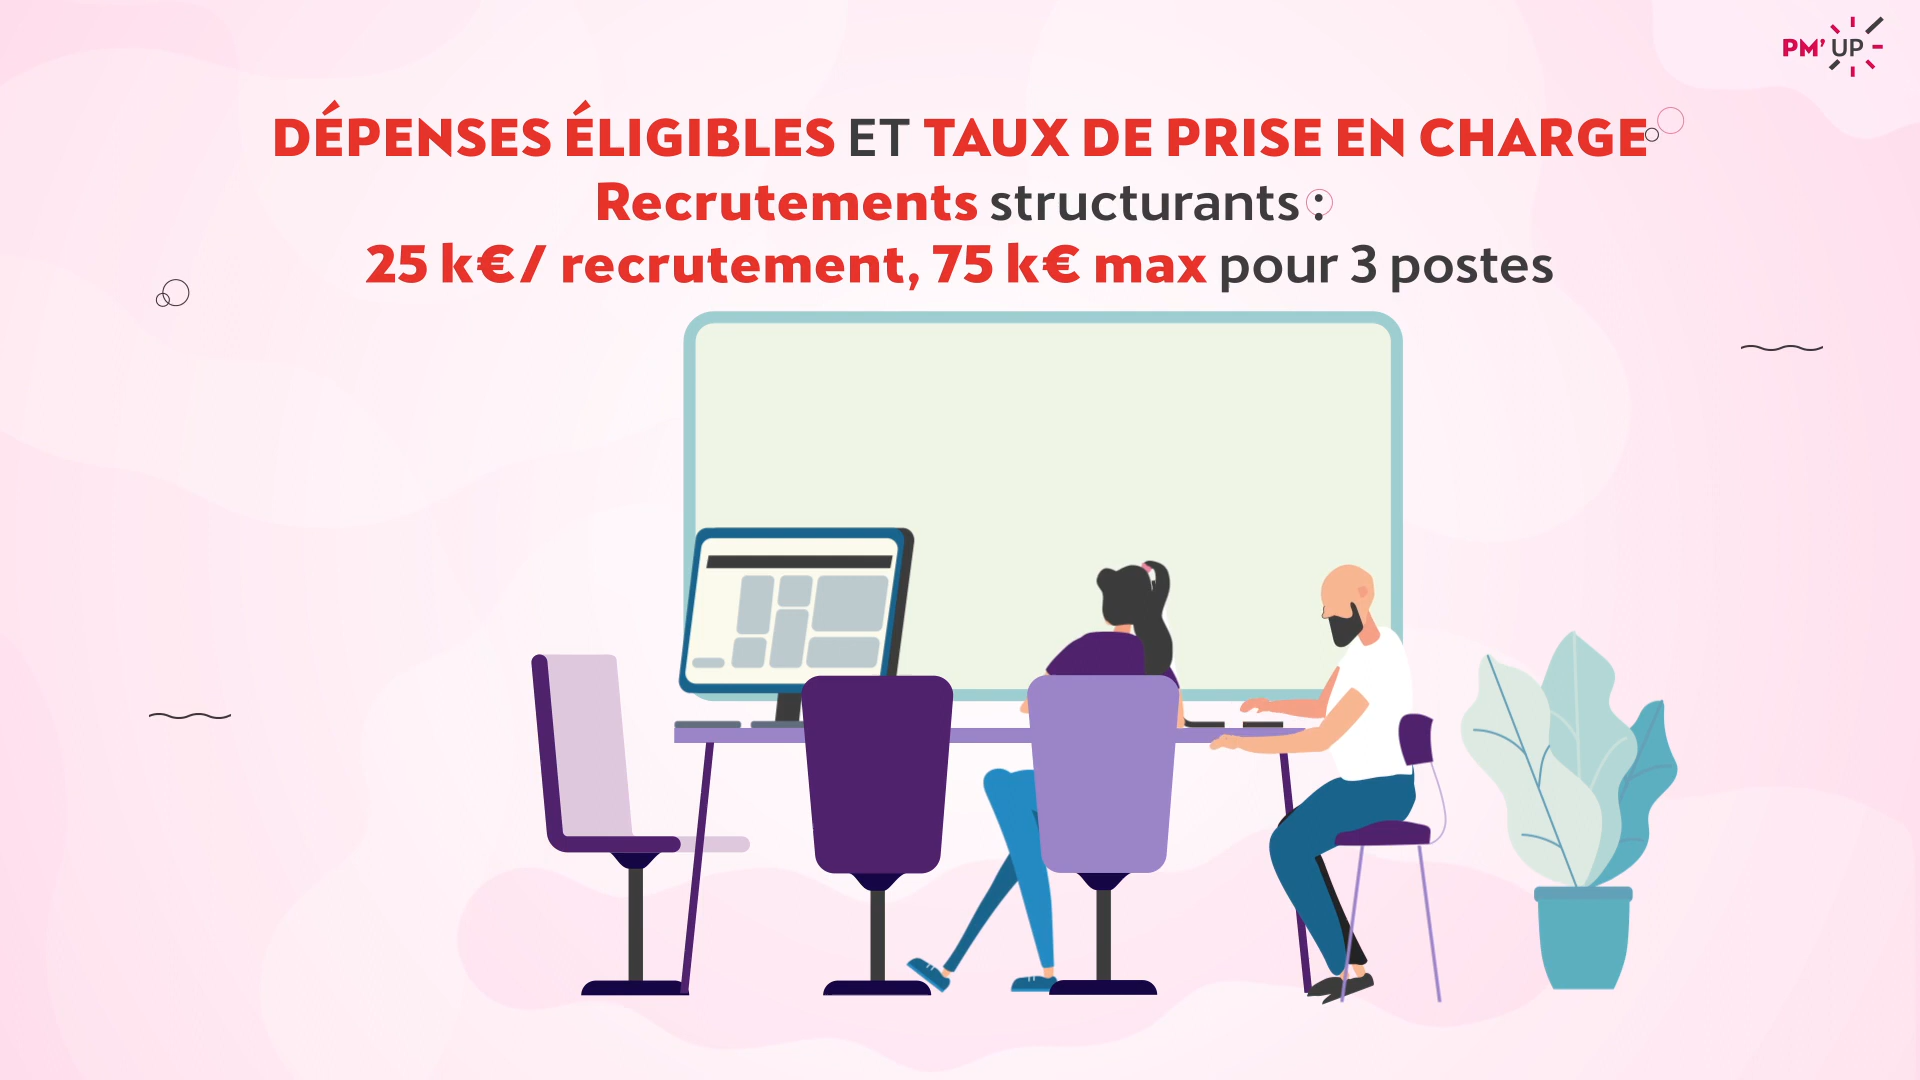 PM' UP
DÉPENSES ÉLIGIBLES ET TAUX DE PRISE EN CHARGE
Recrutements structurants :
25 k€/ recrutement, 75 k€ max pour 3 postes